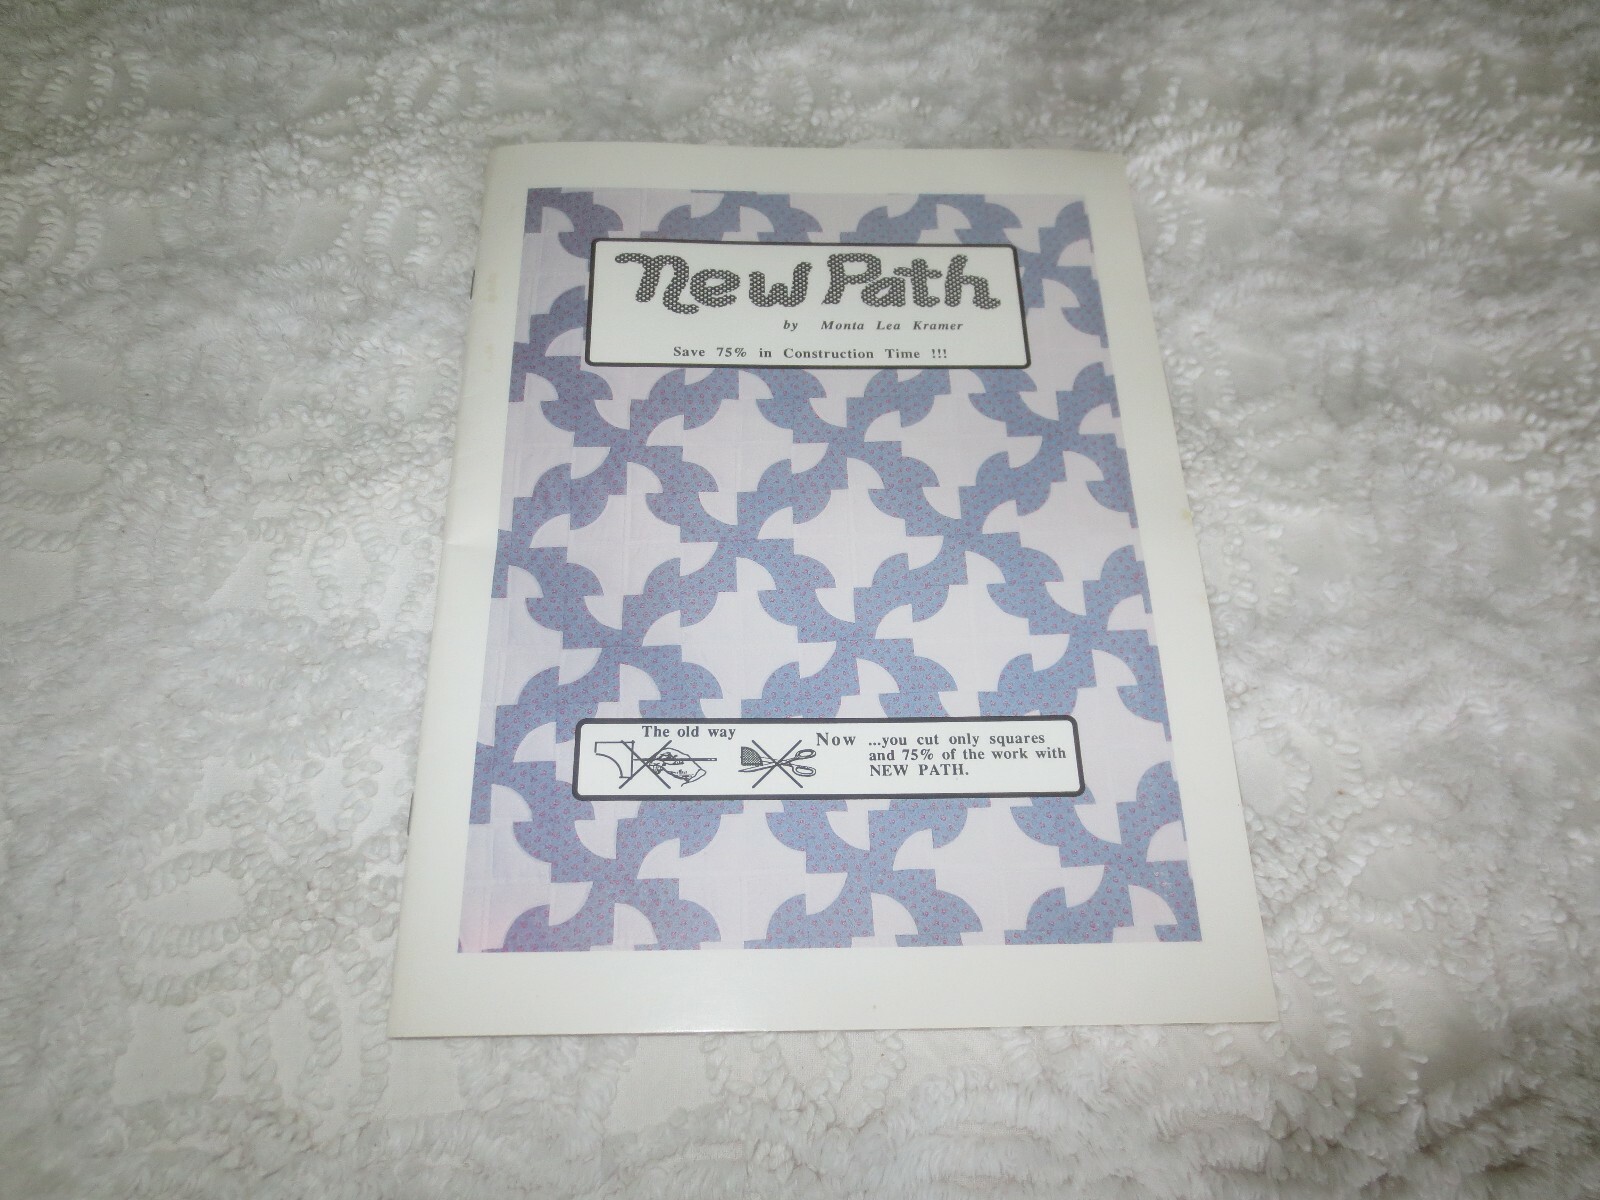 New Path
by Monta Lea Kramer
Save 75% in Construction Time !!!
The old way
Now ...you cut only squares
and 75% of the work with
NEW PATH.